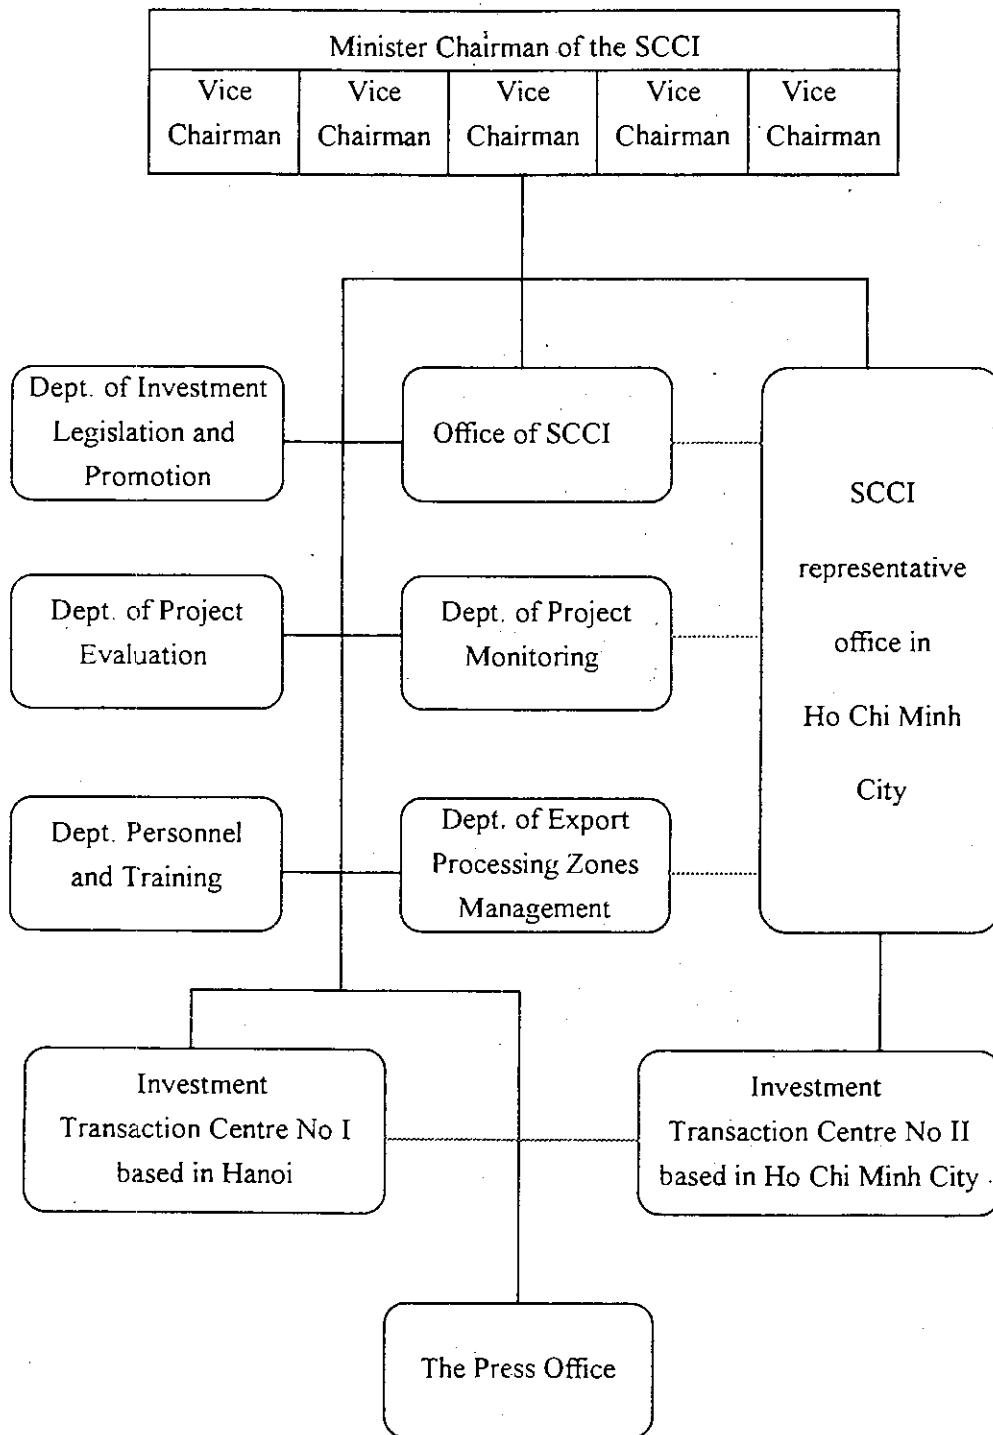 Minister Chairman of the SCCI
Vice
Chairman
Vice
Chairman
Vice
Chairman
Vice
Chairman
Vice
Chairman
Dept. of Investment
Legislation and
Promotion
Office of SCCI
SCCI
representative
office in
Ho Chi Minh
City
Dept. of Project
Evaluation
Dept. of Project
Monitoring
Dept. Personnel
and Training
Dept. of Export
Processing Zones
Management
Investment
Transaction Centre No I
based in Hanoi
Investment
Transaction Centre No II
based in Ho Chi Minh City
The Press Office